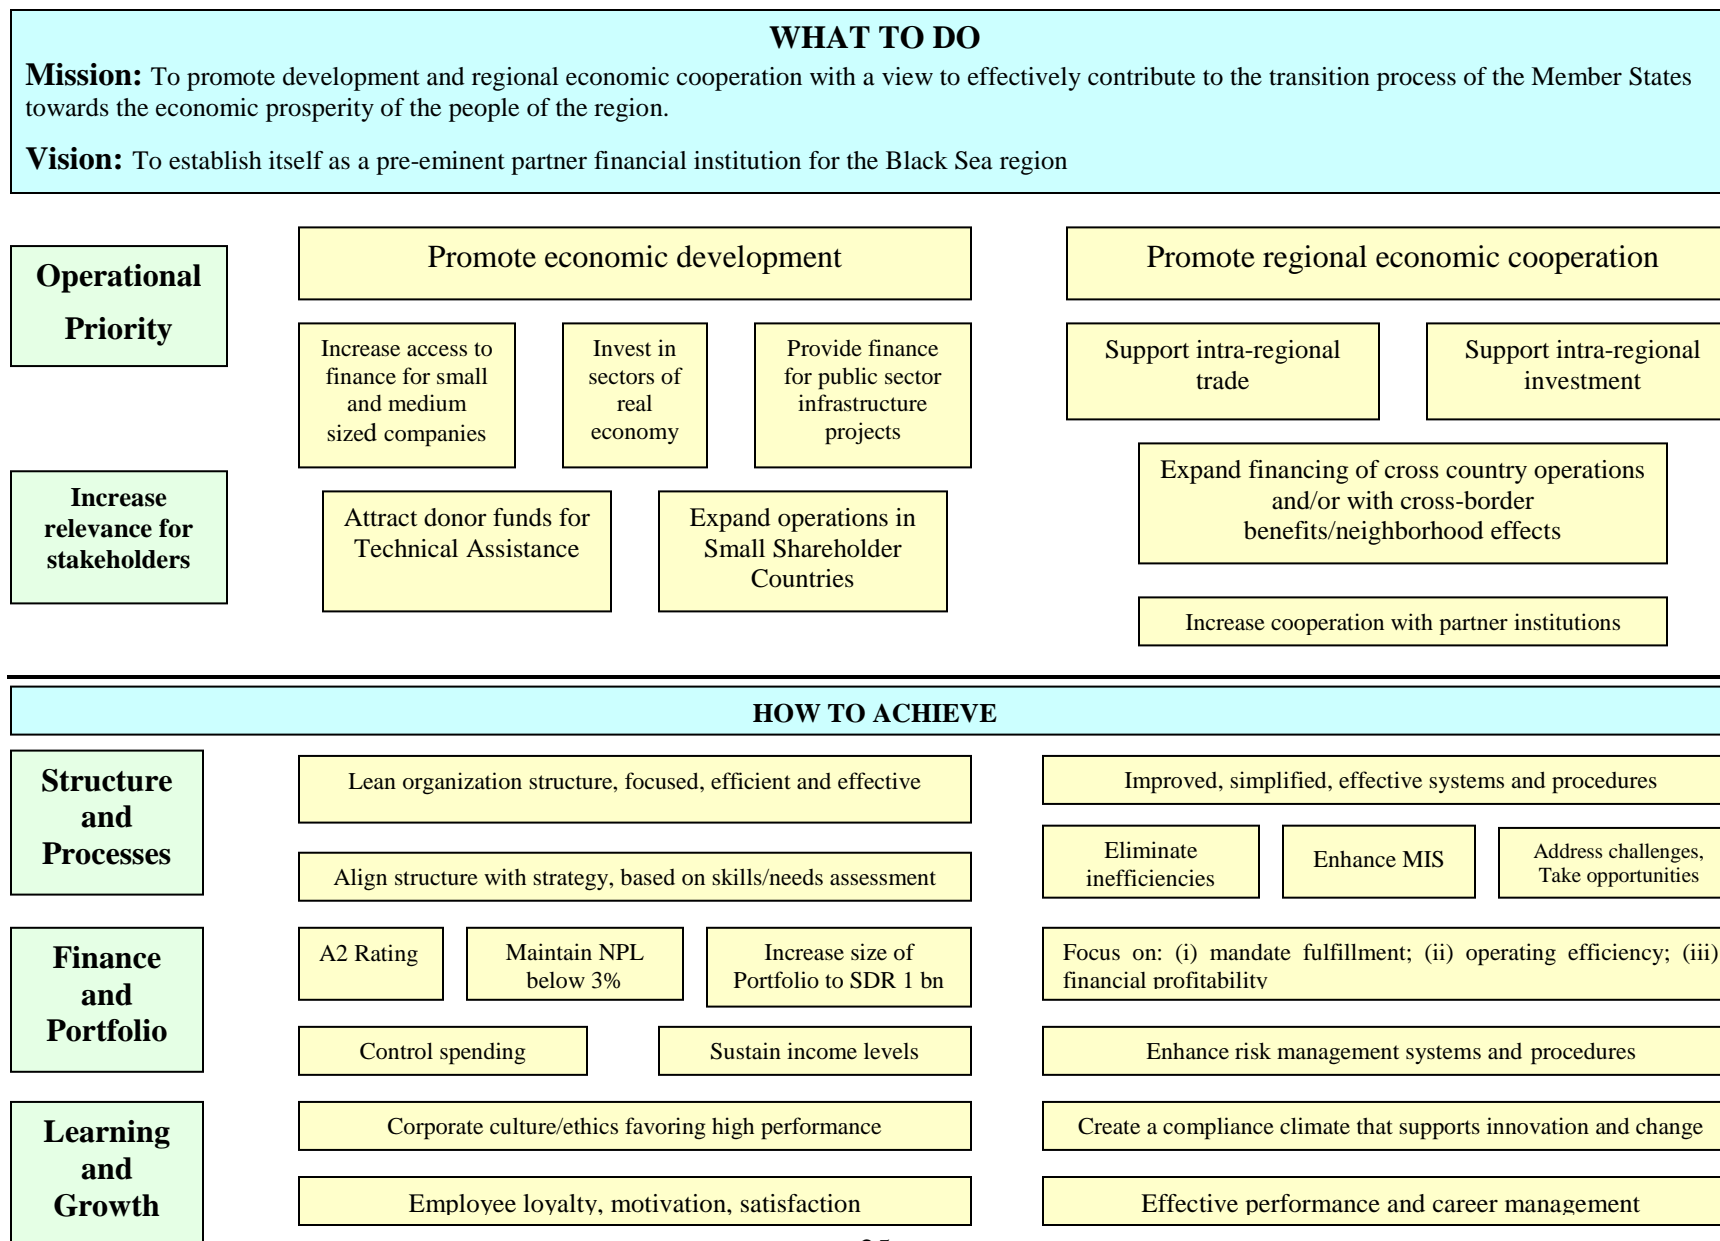 WHAT TO DO
Mission: To promote development and regional economic cooperation with a view to effectively contribute to the transition process of the Member States
towards the economic prosperity of the people of the region.
Vision: To establish itself as a pre-eminent partner financial institution for the Black Sea region
Operational
Priority
Promote economic development
Promote regional economic cooperation
Increase access to
finance for small
and medium
sized companies
Invest in
sectors of
real
economy
Provide finance
for public sector
infrastructure
projects
Support intra-regional
trade
Support intra-regional
investment
Increase
relevance for
stakeholders
Attract donor funds for
Technical Assistance
Expand operations in
Small Shareholder
Countries
Expand financing of cross country operations
and/or with cross-border
benefits/neighborhood effects
Increase cooperation with partner institutions
HOW TO ACHIEVE
Structure
and
Processes
Lean organization structure, focused, efficient and effective
Improved, simplified, effective systems and procedures
Align structure with strategy, based on skills/needs assessment
Eliminate
inefficiencies
Enhance MIS
Address challenges,
Take opportunities
Finance
and
Portfolio
A2 Rating
Maintain NPL
below 3%
Increase size of
Portfolio to SDR 1 bn
Focus on: (i) mandate fulfillment; (ii) operating efficiency; (iii)
financial profitability
Control spending
Sustain income levels
Enhance risk management systems and procedures
Learning
and
Growth
Corporate culture/ethics favoring high performance
Create a compliance climate that supports innovation and change
Employee loyalty, motivation, satisfaction
Effective performance and career management